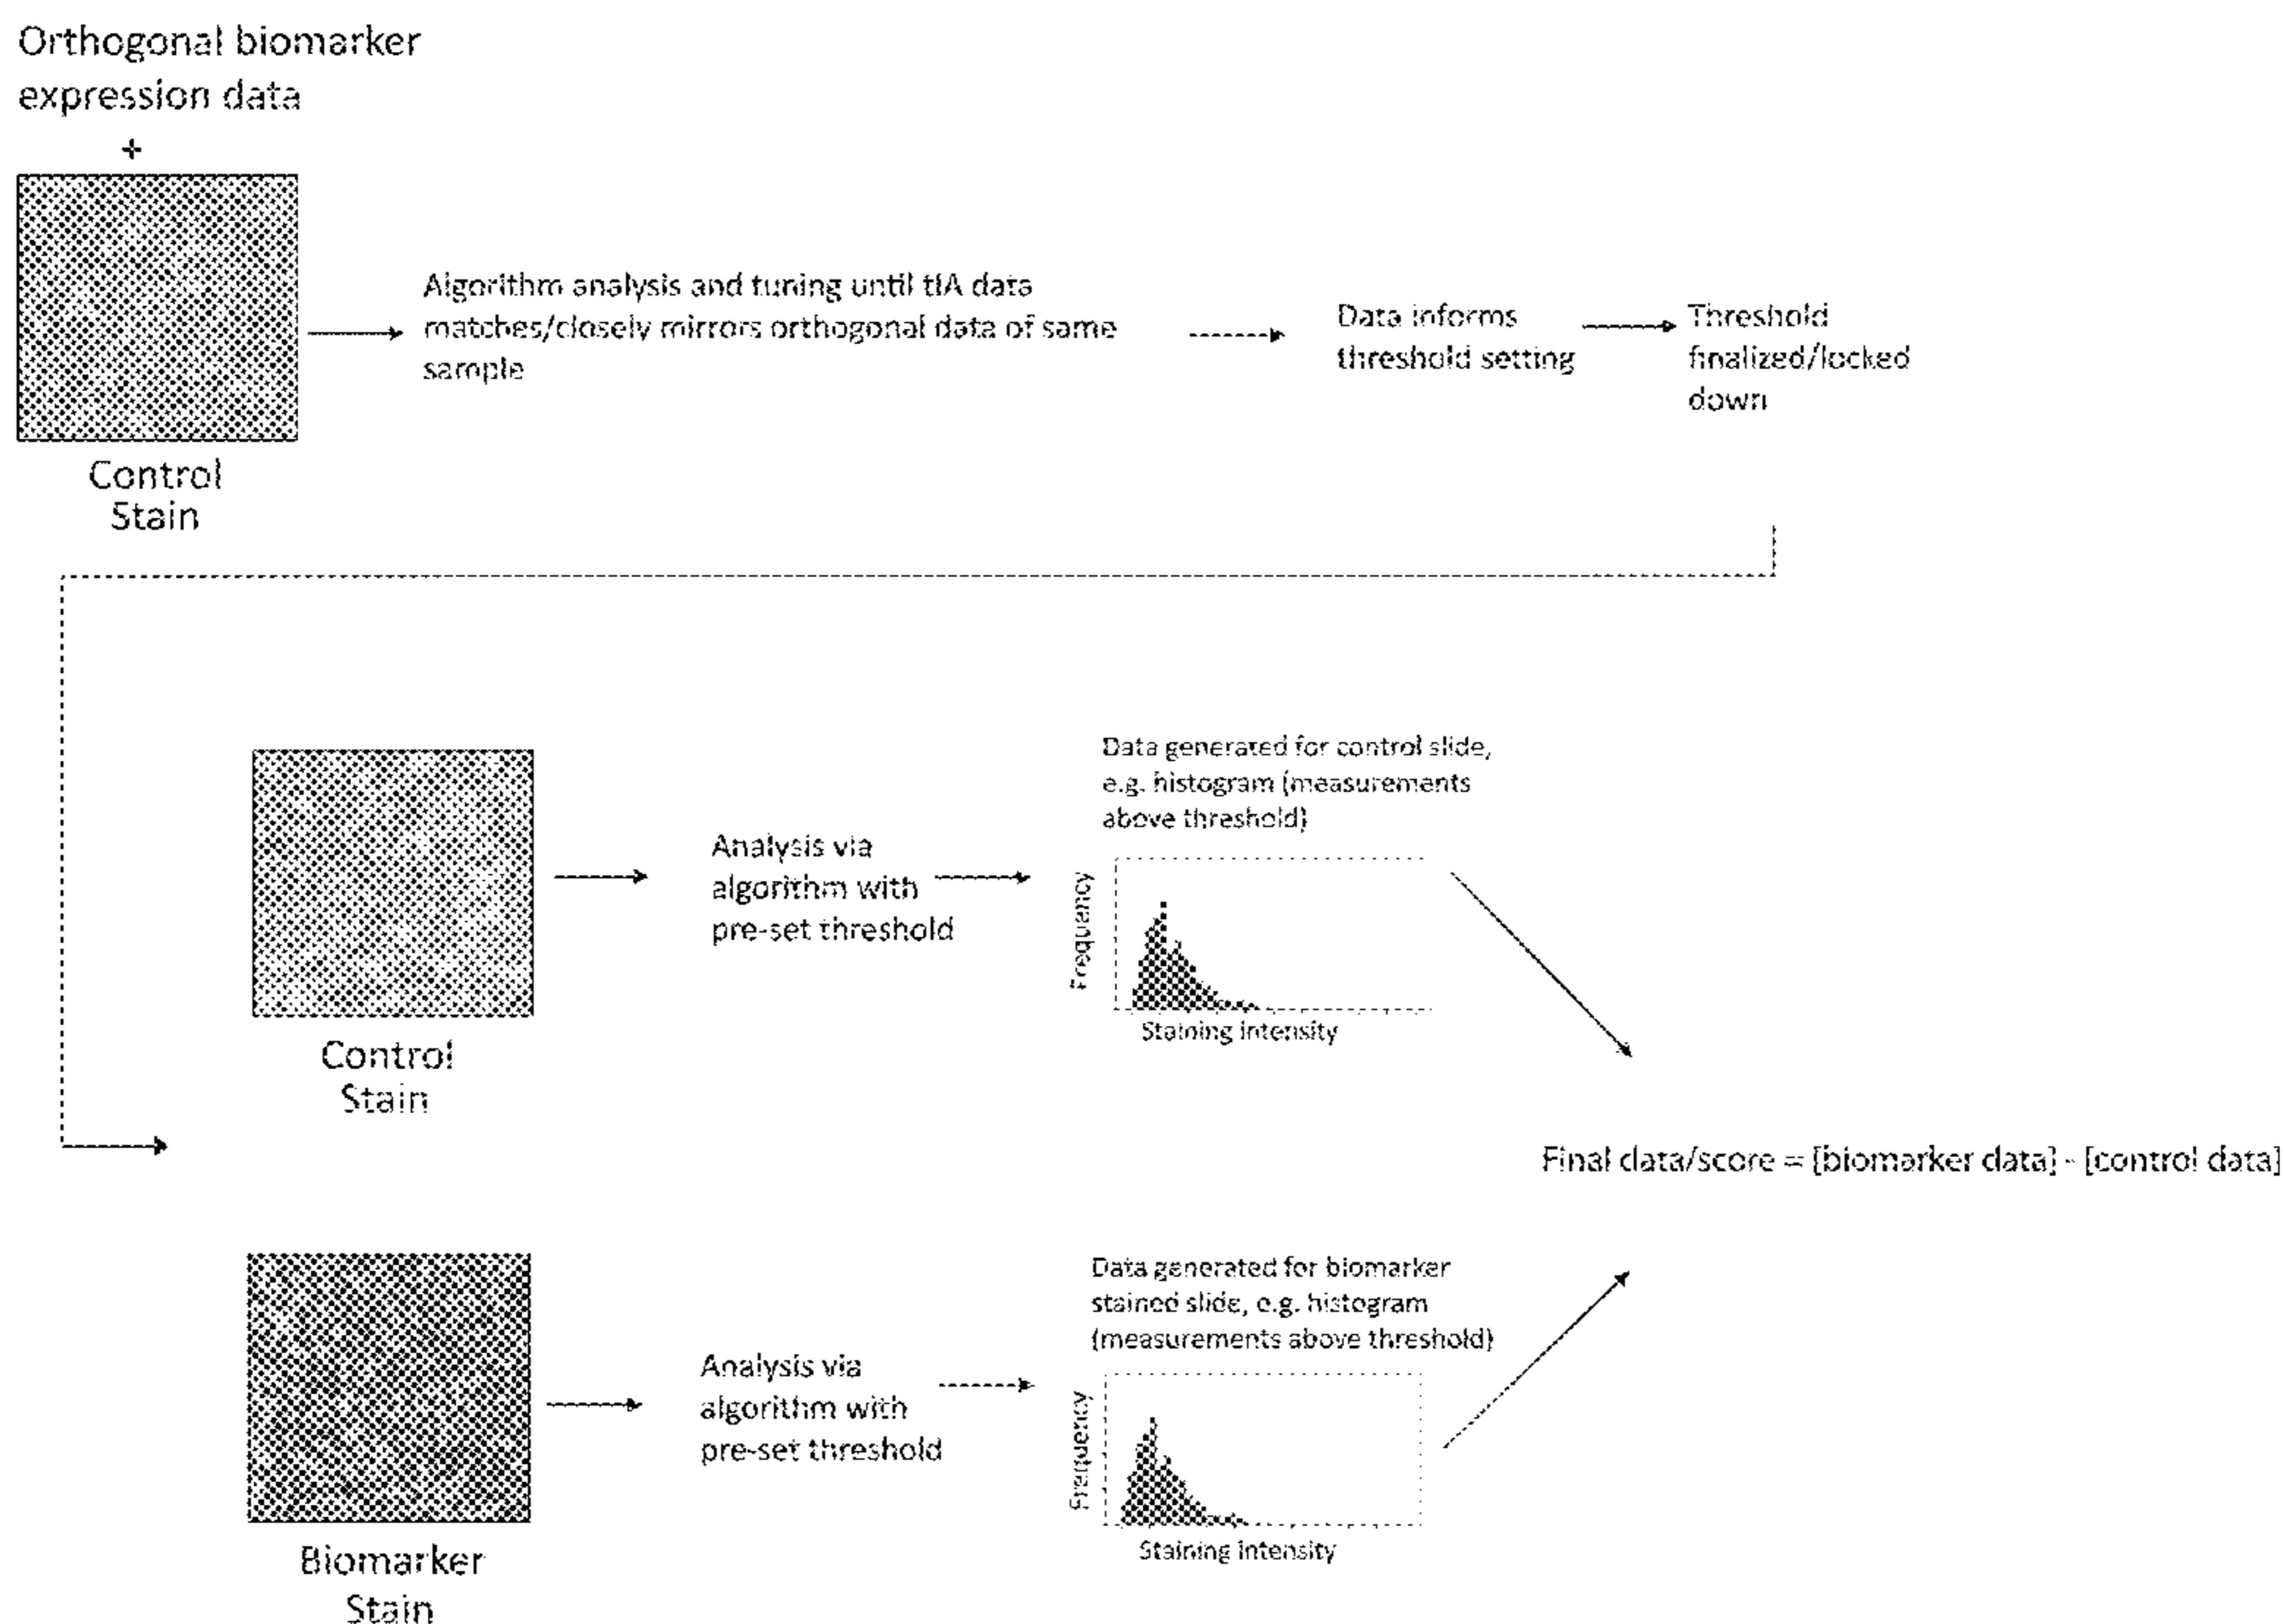 Orthogonal biomarker
expression data
+
Control
Stain
Algorithm analysis and tuning until tIA data
matches/closely mirrors orthogonal data of same
sample
Data informs
threshold setting
Threshold
finalized/locked
down
Control
Stain
Analysis via
algorithm with
pre-set threshold
Data generated for control slide,
e.g. histogram (measurements
above threshold)
Frequency
Staining intensity
Final data/score = [biomarker data] - [control data]
Biomarker
Stain
Analysis via
algorithm with
pre-set threshold
Data generated for biomarker
stained slide, e.g. histogram
(measurements above threshold)
Frequency
Staining intensity